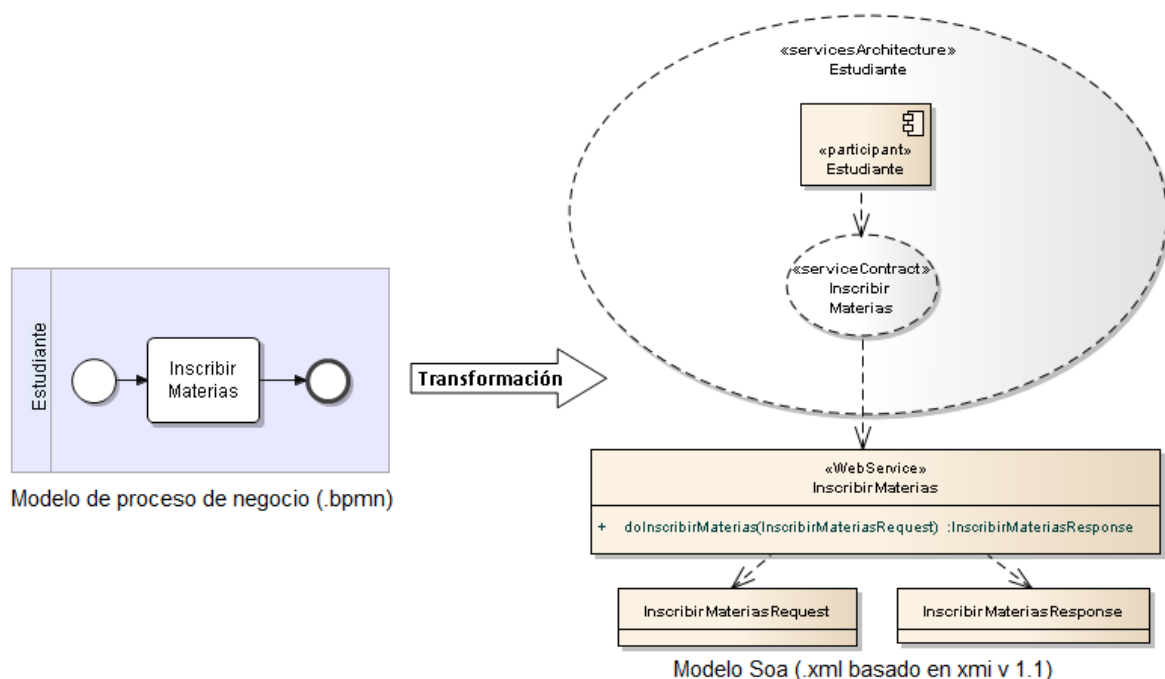 «servicesArchitecture»
Estudiante
«participant»
Estudiante
«serviceContract»
Inscribir
Materias
Estudiante
Inscribir
Materias
Transformación
«WebService»
InscribirMaterias
+ doInscribirMaterias(InscribirMateriasRequest) :InscribirMateriasResponse
Modelo de proceso de negocio (.bpmn)
InscribirMateriasRequest
InscribirMateriasResponse
Modelo Soa (.xml basado en xmi v 1.1)